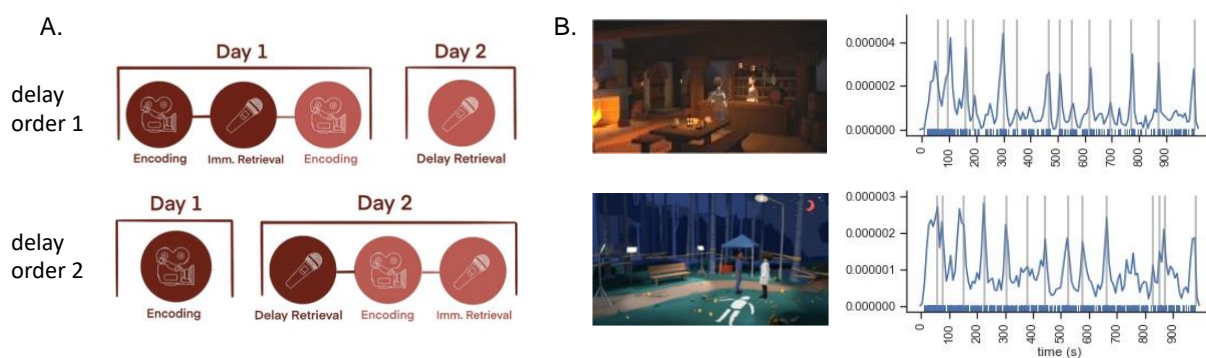 A.
Day 1
Day 2
delay
order 1
Encoding
Imm. Retrieval
Encoding
Delay Retrieval
Day 1
Day 2
delay
order 2
Encoding
Delay Retrieval
Encoding
Imm. Retrieval
B.
0.000004
0.000002
0.000000
0 100 200 300 400 500 600 700 800 900
0.000003
0.000002
0.000001
0.000000
0 100 200 300 400 500 600 700 800 900
time (s)